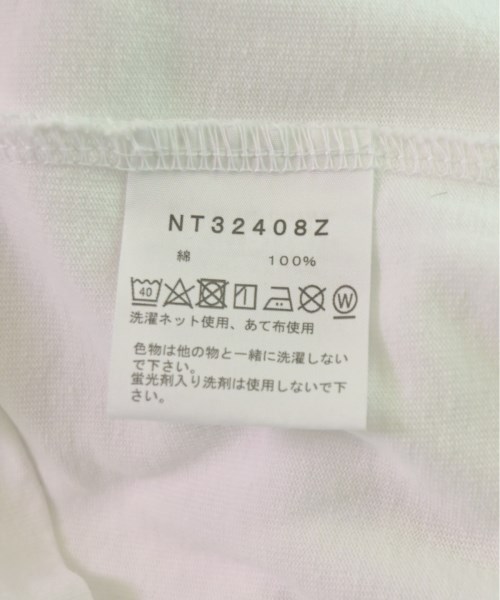 NT32408Z
綿 100%
40 W
洗濯ネット使用、あて布使用
色物は他の物と一緒に洗濯しない
で下さい。
蛍光剤入り洗剤は使用しないで下
さい。